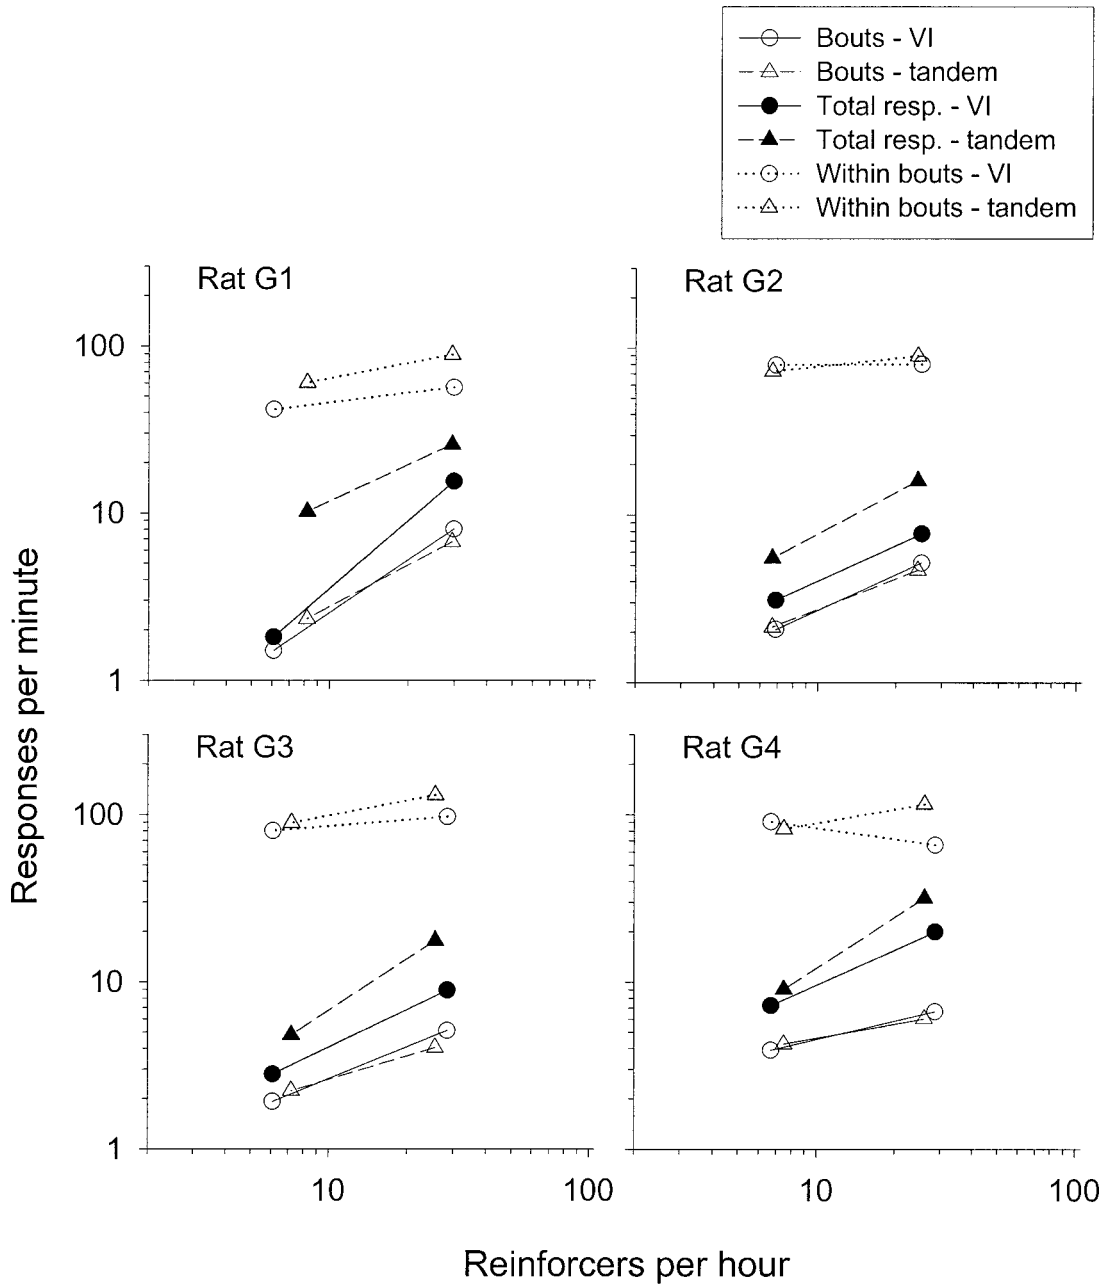 Bouts - VI
Bouts - tandem
Total resp. - VI
Total resp. - tandem
Within bouts - VI
Within bouts - tandem
Rat G1
Rat G2
100
10
1
Rat G3
Rat G4
100
10
1
10
100
10
100
Responses per minute
Reinforcers per hour